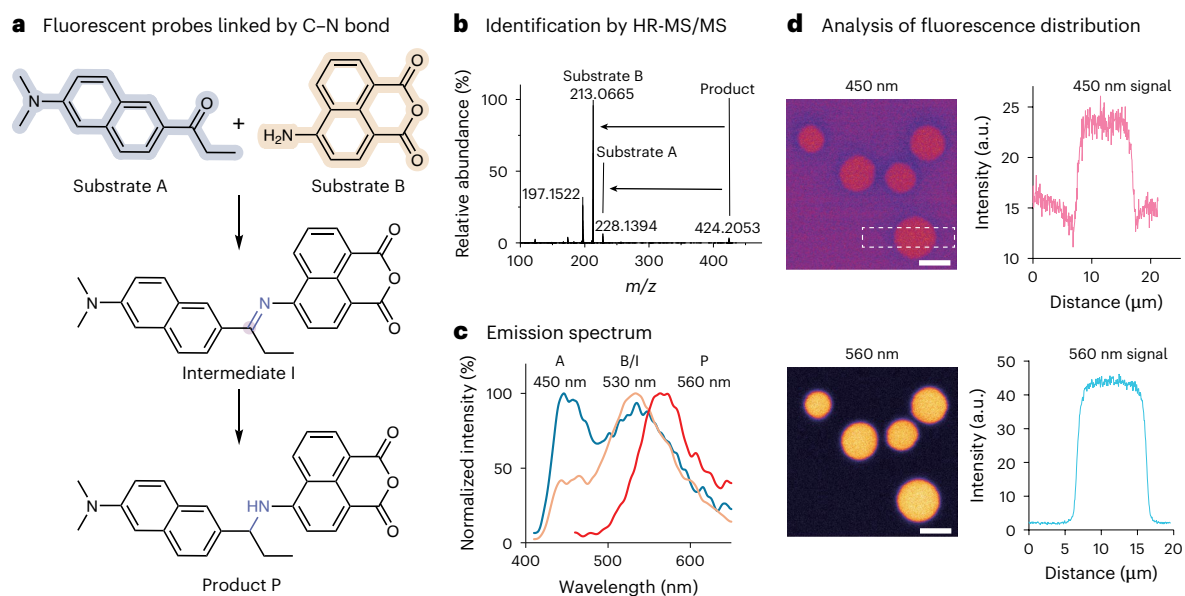 a Fluorescent probes linked by C–N bond
N
O
+
H₂N
O
O
O
Substrate A
Substrate B
N
N
O
O
O
Intermediate I
N
HN
O
O
O
Product P
b Identification by HR-MS/MS
Relative abundance (%)
100
50
0
Substrate B
213.0665
Product
Substrate A
197.1522
228.1394
424.2053
100 200 300 400
m/z
c Emission spectrum
Normalized intensity (%)
A B/I P
450 nm 530 nm 560 nm
100
50
0
400 500 600
Wavelength (nm)
d Analysis of fluorescence distribution
450 nm
450 nm signal
Intensity (a.u.)
25
22
15
10
0 10 20
Distance (μm)
560 nm
560 nm signal
Intensity (a.u.)
50
40
30
20
10
0
0 5 10 15 20
Distance (μm)